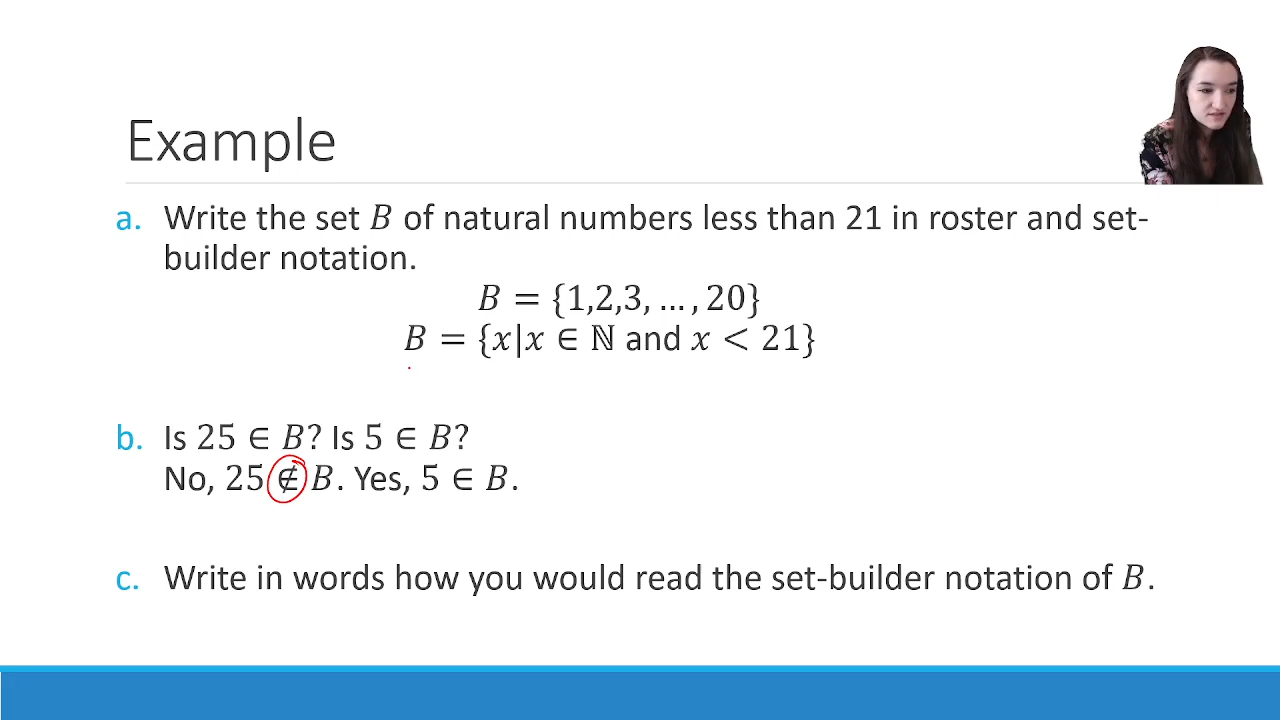 Example
a. Write the set B of natural numbers less than 21 in roster and set-
builder notation.
B = {1,2,3, … , 20}
B = {x|x ∈ ℕ and x < 21}
b. Is 25 ∈ B? Is 5 ∈ B?
No, 25 ∉ B. Yes, 5 ∈ B.
c. Write in words how you would read the set-builder notation of B.